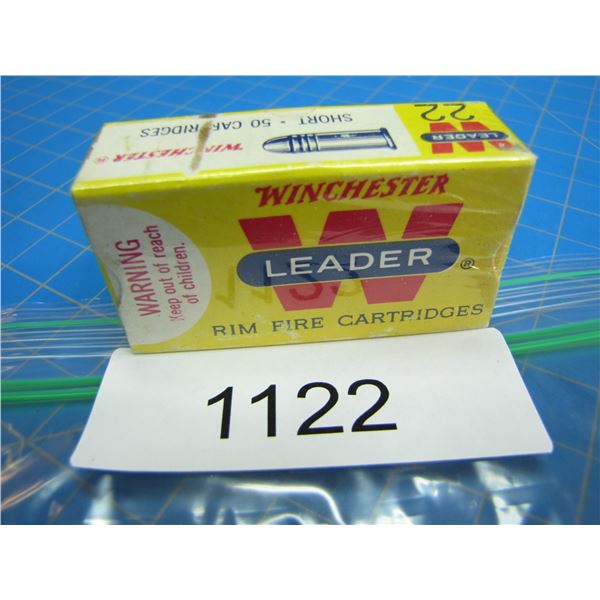 22
LEADER
SHORT • 50 CARTRIDGES
WINCHESTER®
WINCHESTER
LEADER ®
RIM FIRE CARTRIDGES
WARNING
Keep out of reach
of children.
1122